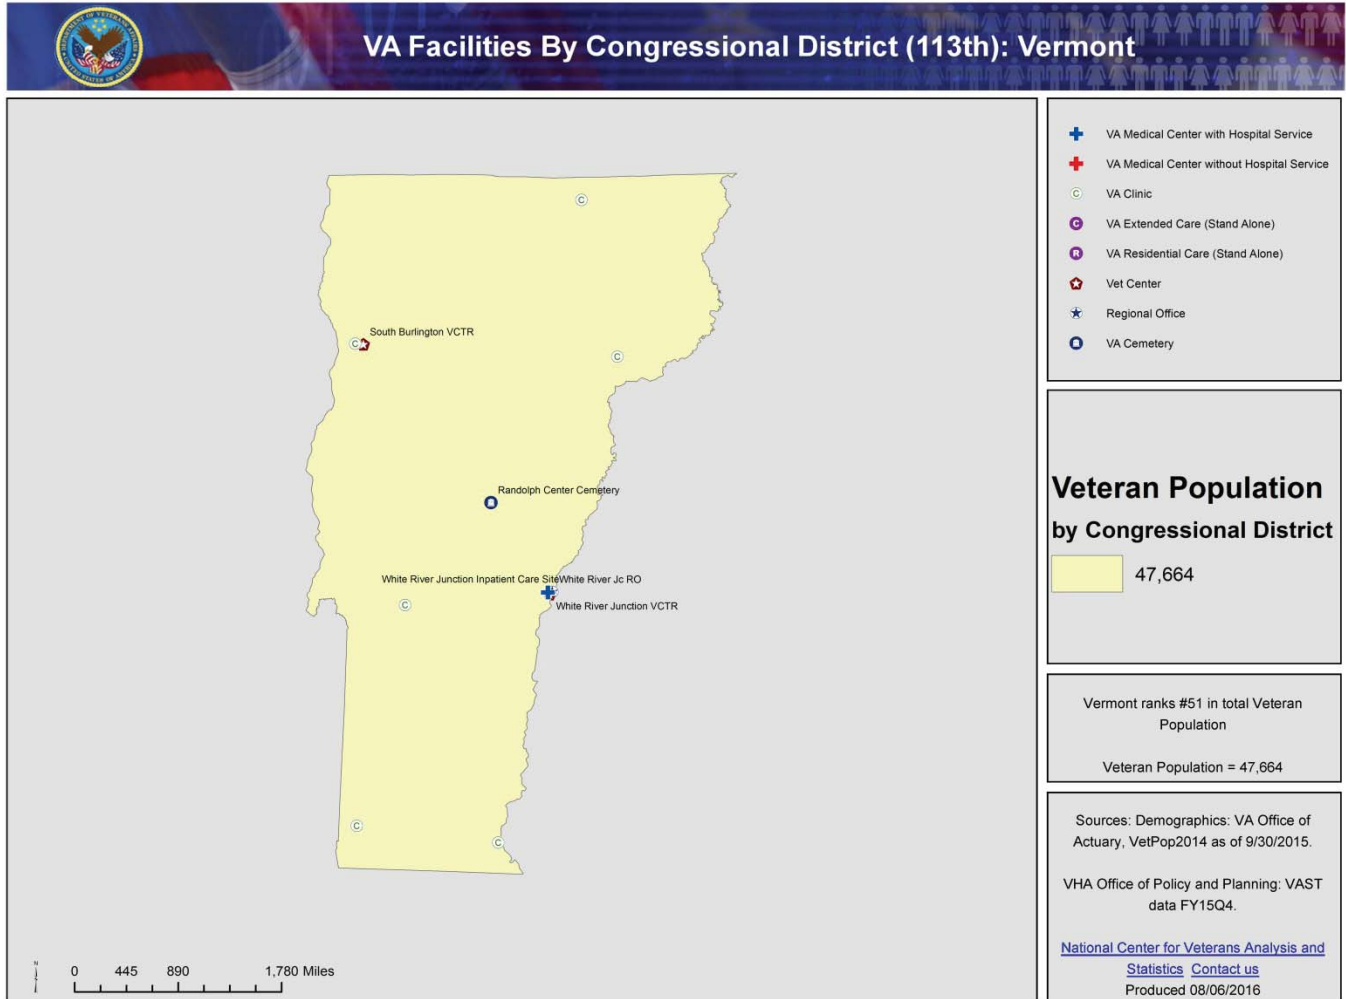 VA Facilities By Congressional District (113th): Vermont
South Burlington VCTR
Randolph Center Cemetery
White River Junction Inpatient Care Site
White River Jc RO
White River Junction VCTR
C
C
C
C
C
C
N
0 445 890 1,780 Miles
VA Medical Center with Hospital Service
VA Medical Center without Hospital Service
C VA Clinic
C VA Extended Care (Stand Alone)
R VA Residential Care (Stand Alone)
Vet Center
Regional Office
VA Cemetery
Veteran Population
by Congressional District
47,664
Vermont ranks #51 in total Veteran
Population
Veteran Population = 47,664
Sources: Demographics: VA Office of
Actuary, VetPop2014 as of 9/30/2015.
VHA Office of Policy and Planning: VAST
data FY15Q4.
National Center for Veterans Analysis and
Statistics Contact us
Produced 08/06/2016